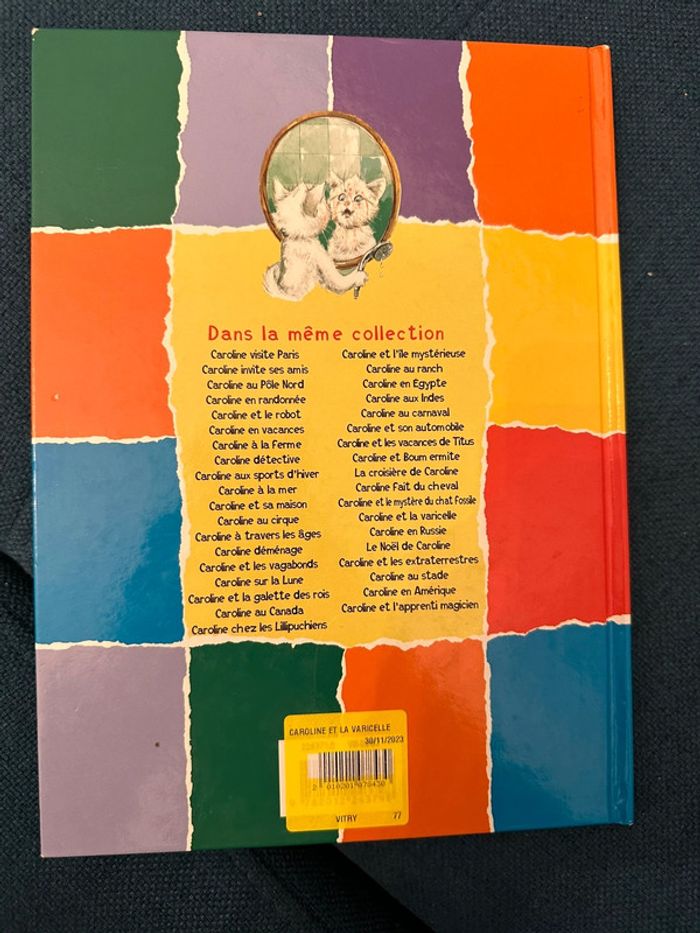 Dans la même collection
Caroline visite Paris
Caroline invite ses amis
Caroline au Pôle Nord
Caroline en randonnée
Caroline et le robot
Caroline en vacances
Caroline à la ferme
Caroline détective
Caroline aux sports d'hiver
Caroline à la mer
Caroline et sa maison
Caroline au cirque
Caroline à travers les âges
Caroline déménage
Caroline et les vagabonds
Caroline sur la Lune
Caroline et la galette des rois
Caroline au Canada
Caroline chez les Lillipuchiens
Caroline et l'île mystérieuse
Caroline au ranch
Caroline en Egypte
Caroline aux Indes
Caroline au carnaval
Caroline et son automobile
Caroline et les vacances de Titus
Caroline et Boum ermite
La croisière de Caroline
Caroline fait du cheval
Caroline et le mystère du chat fossile
Caroline et la varicelle
Caroline en Russie
Le Noël de Caroline
Caroline et les extraterrestres
Caroline au stade
Caroline en Amérique
Caroline et l'apprenti magicien
CAROLINE ET LA VARICELLE
30/11/2023
2 010201 078430
VITRY 77